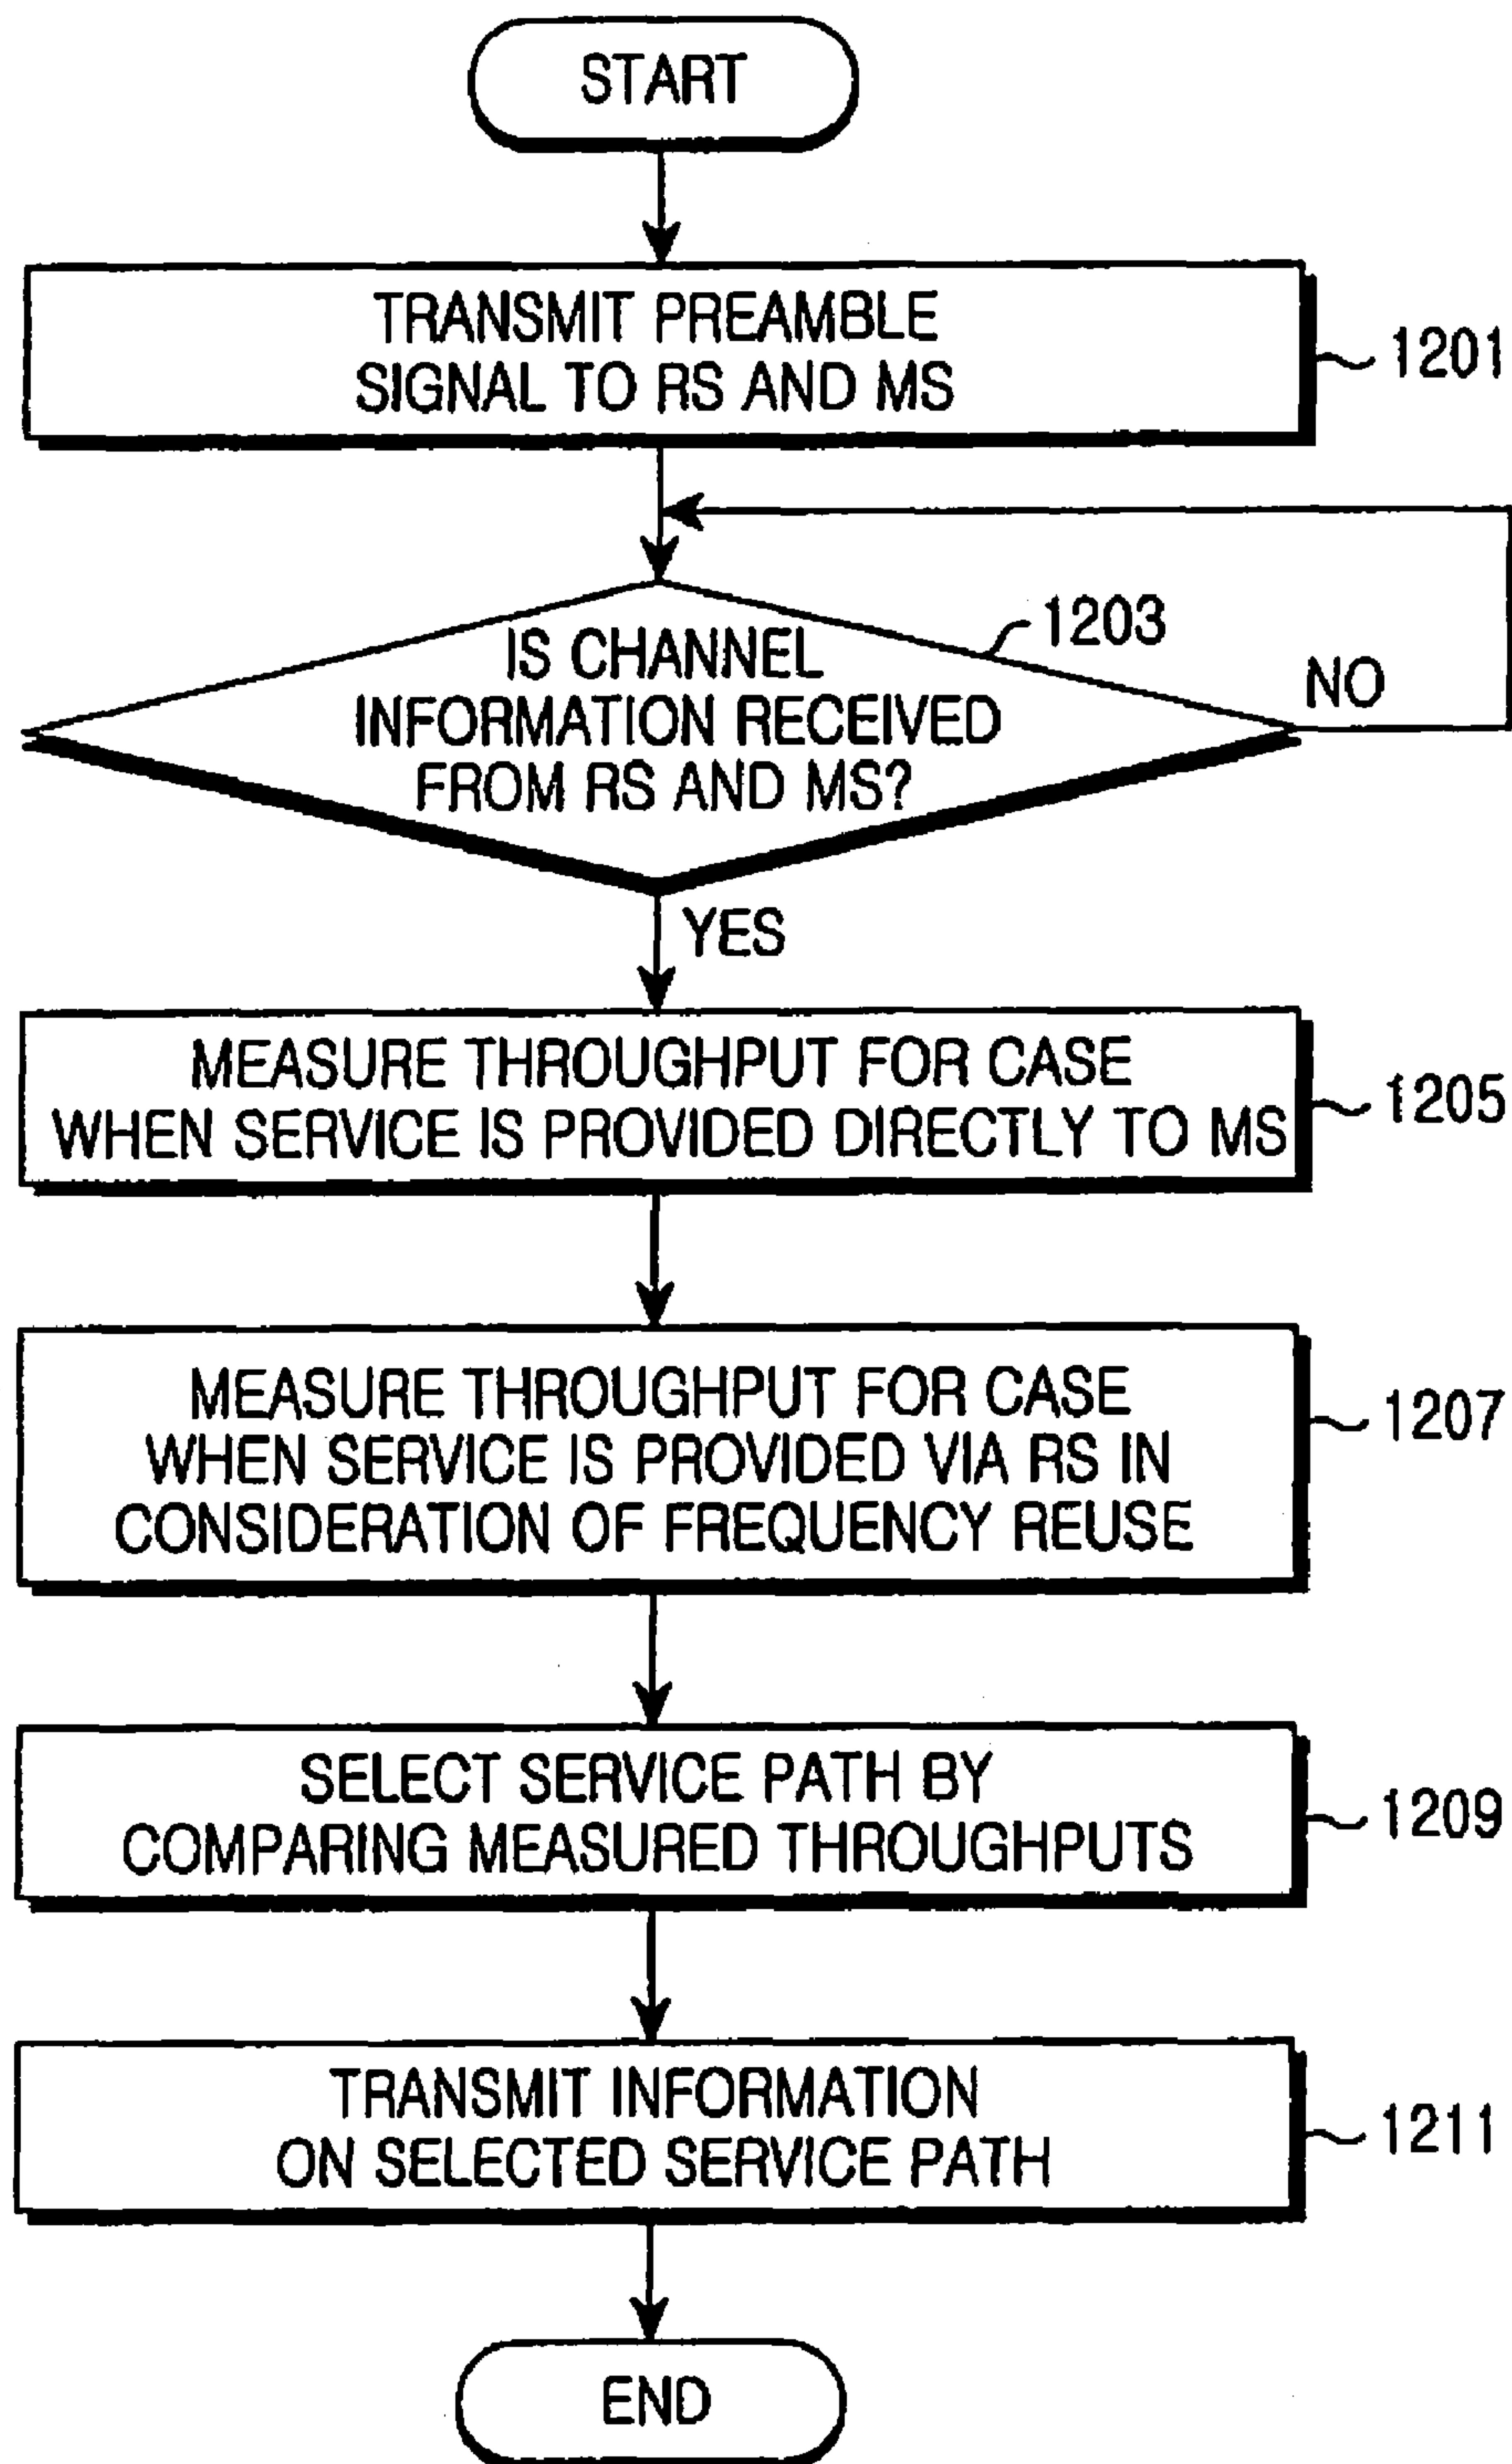 START
TRANSMIT PREAMBLE
SIGNAL TO RS AND MS
1201
1203
IS CHANNEL
INFORMATION RECEIVED
FROM RS AND MS?
NO
YES
MEASURE THROUGHPUT FOR CASE
WHEN SERVICE IS PROVIDED DIRECTLY TO MS
1205
MEASURE THROUGHPUT FOR CASE
WHEN SERVICE IS PROVIDED VIA RS IN
CONSIDERATION OF FREQUENCY REUSE
1207
SELECT SERVICE PATH BY
COMPARING MEASURED THROUGHPUTS
1209
TRANSMIT INFORMATION
ON SELECTED SERVICE PATH
1211
END